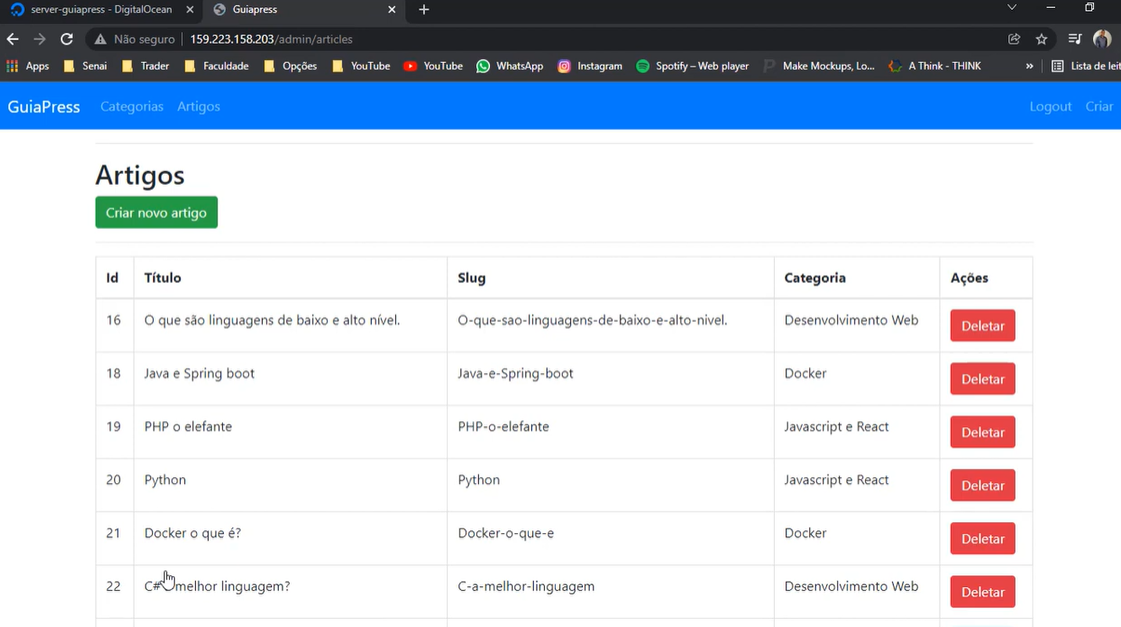 server-guiapress - DigitalOcean
Guiapress
Não seguro 159.223.158.203/admin/articles
Apps Senai Trader Faculdade Opções YouTube YouTube WhatsApp Instagram Spotify – Web player Make Mockups, Lo... A Think - THINK » Lista de leit
GuiaPress Categorias Artigos Logout Criar
Artigos
Criar novo artigo
Id Título Slug Categoria Ações
16 O que são linguagens de baixo e alto nível. O-que-sao-linguagens-de-baixo-e-alto-nivel. Desenvolvimento Web Deletar
18 Java e Spring boot Java-e-Spring-boot Docker Deletar
19 PHP o elefante PHP-o-elefante Javascript e React Deletar
20 Python Python Javascript e React Deletar
21 Docker o que é? Docker-o-que-e Docker Deletar
22 C# melhor linguagem? C-a-melhor-linguagem Desenvolvimento Web Deletar